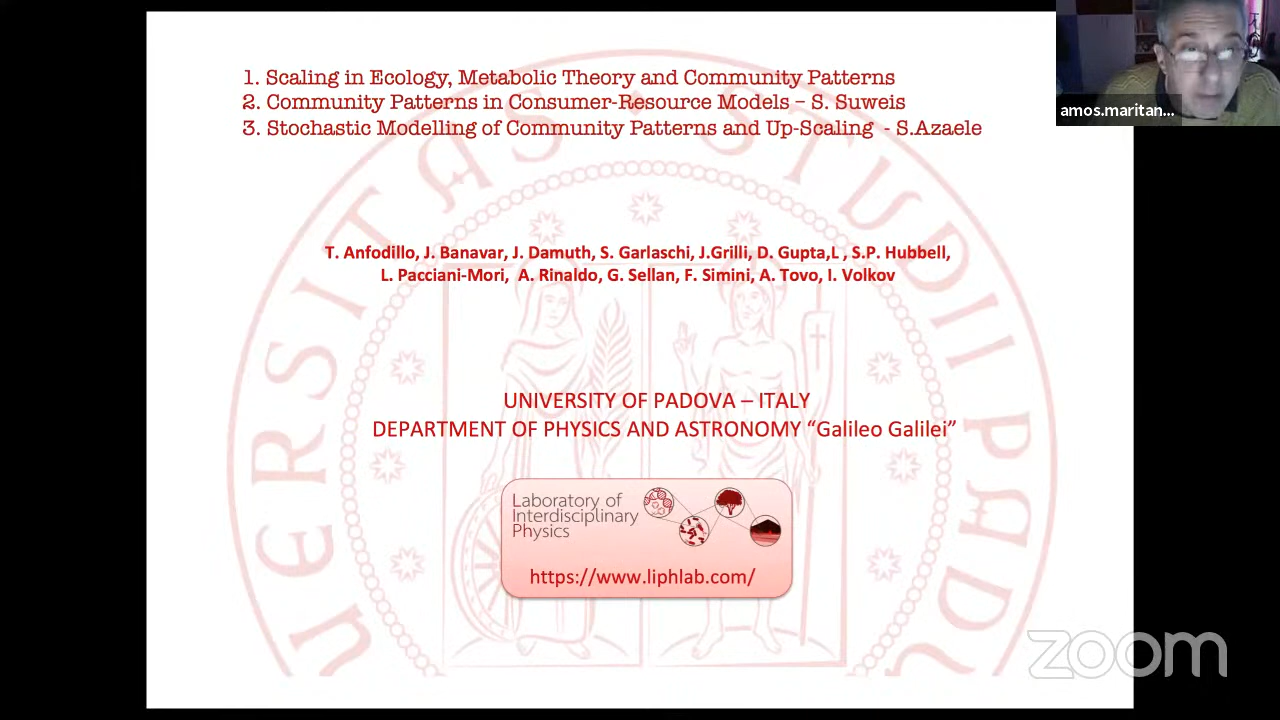 1. Scaling in Ecology, Metabolic Theory and Community Patterns
2. Community Patterns in Consumer-Resource Models – S. Suweis
3. Stochastic Modelling of Community Patterns and Up-Scaling - S.Azaele
amos.maritan...
T. Anfodillo, J. Banavar, J. Damuth, S. Garlaschi, J.Grilli, D. Gupta,L , S.P. Hubbell,
L. Pacciani-Mori, A. Rinaldo, G. Sellan, F. Simini, A. Tovo, I. Volkov
UNIVERSITY OF PADOVA – ITALY
DEPARTMENT OF PHYSICS AND ASTRONOMY “Galileo Galilei”
Laboratory of
Interdisciplinary
Physics
https://www.liphlab.com/
zoom